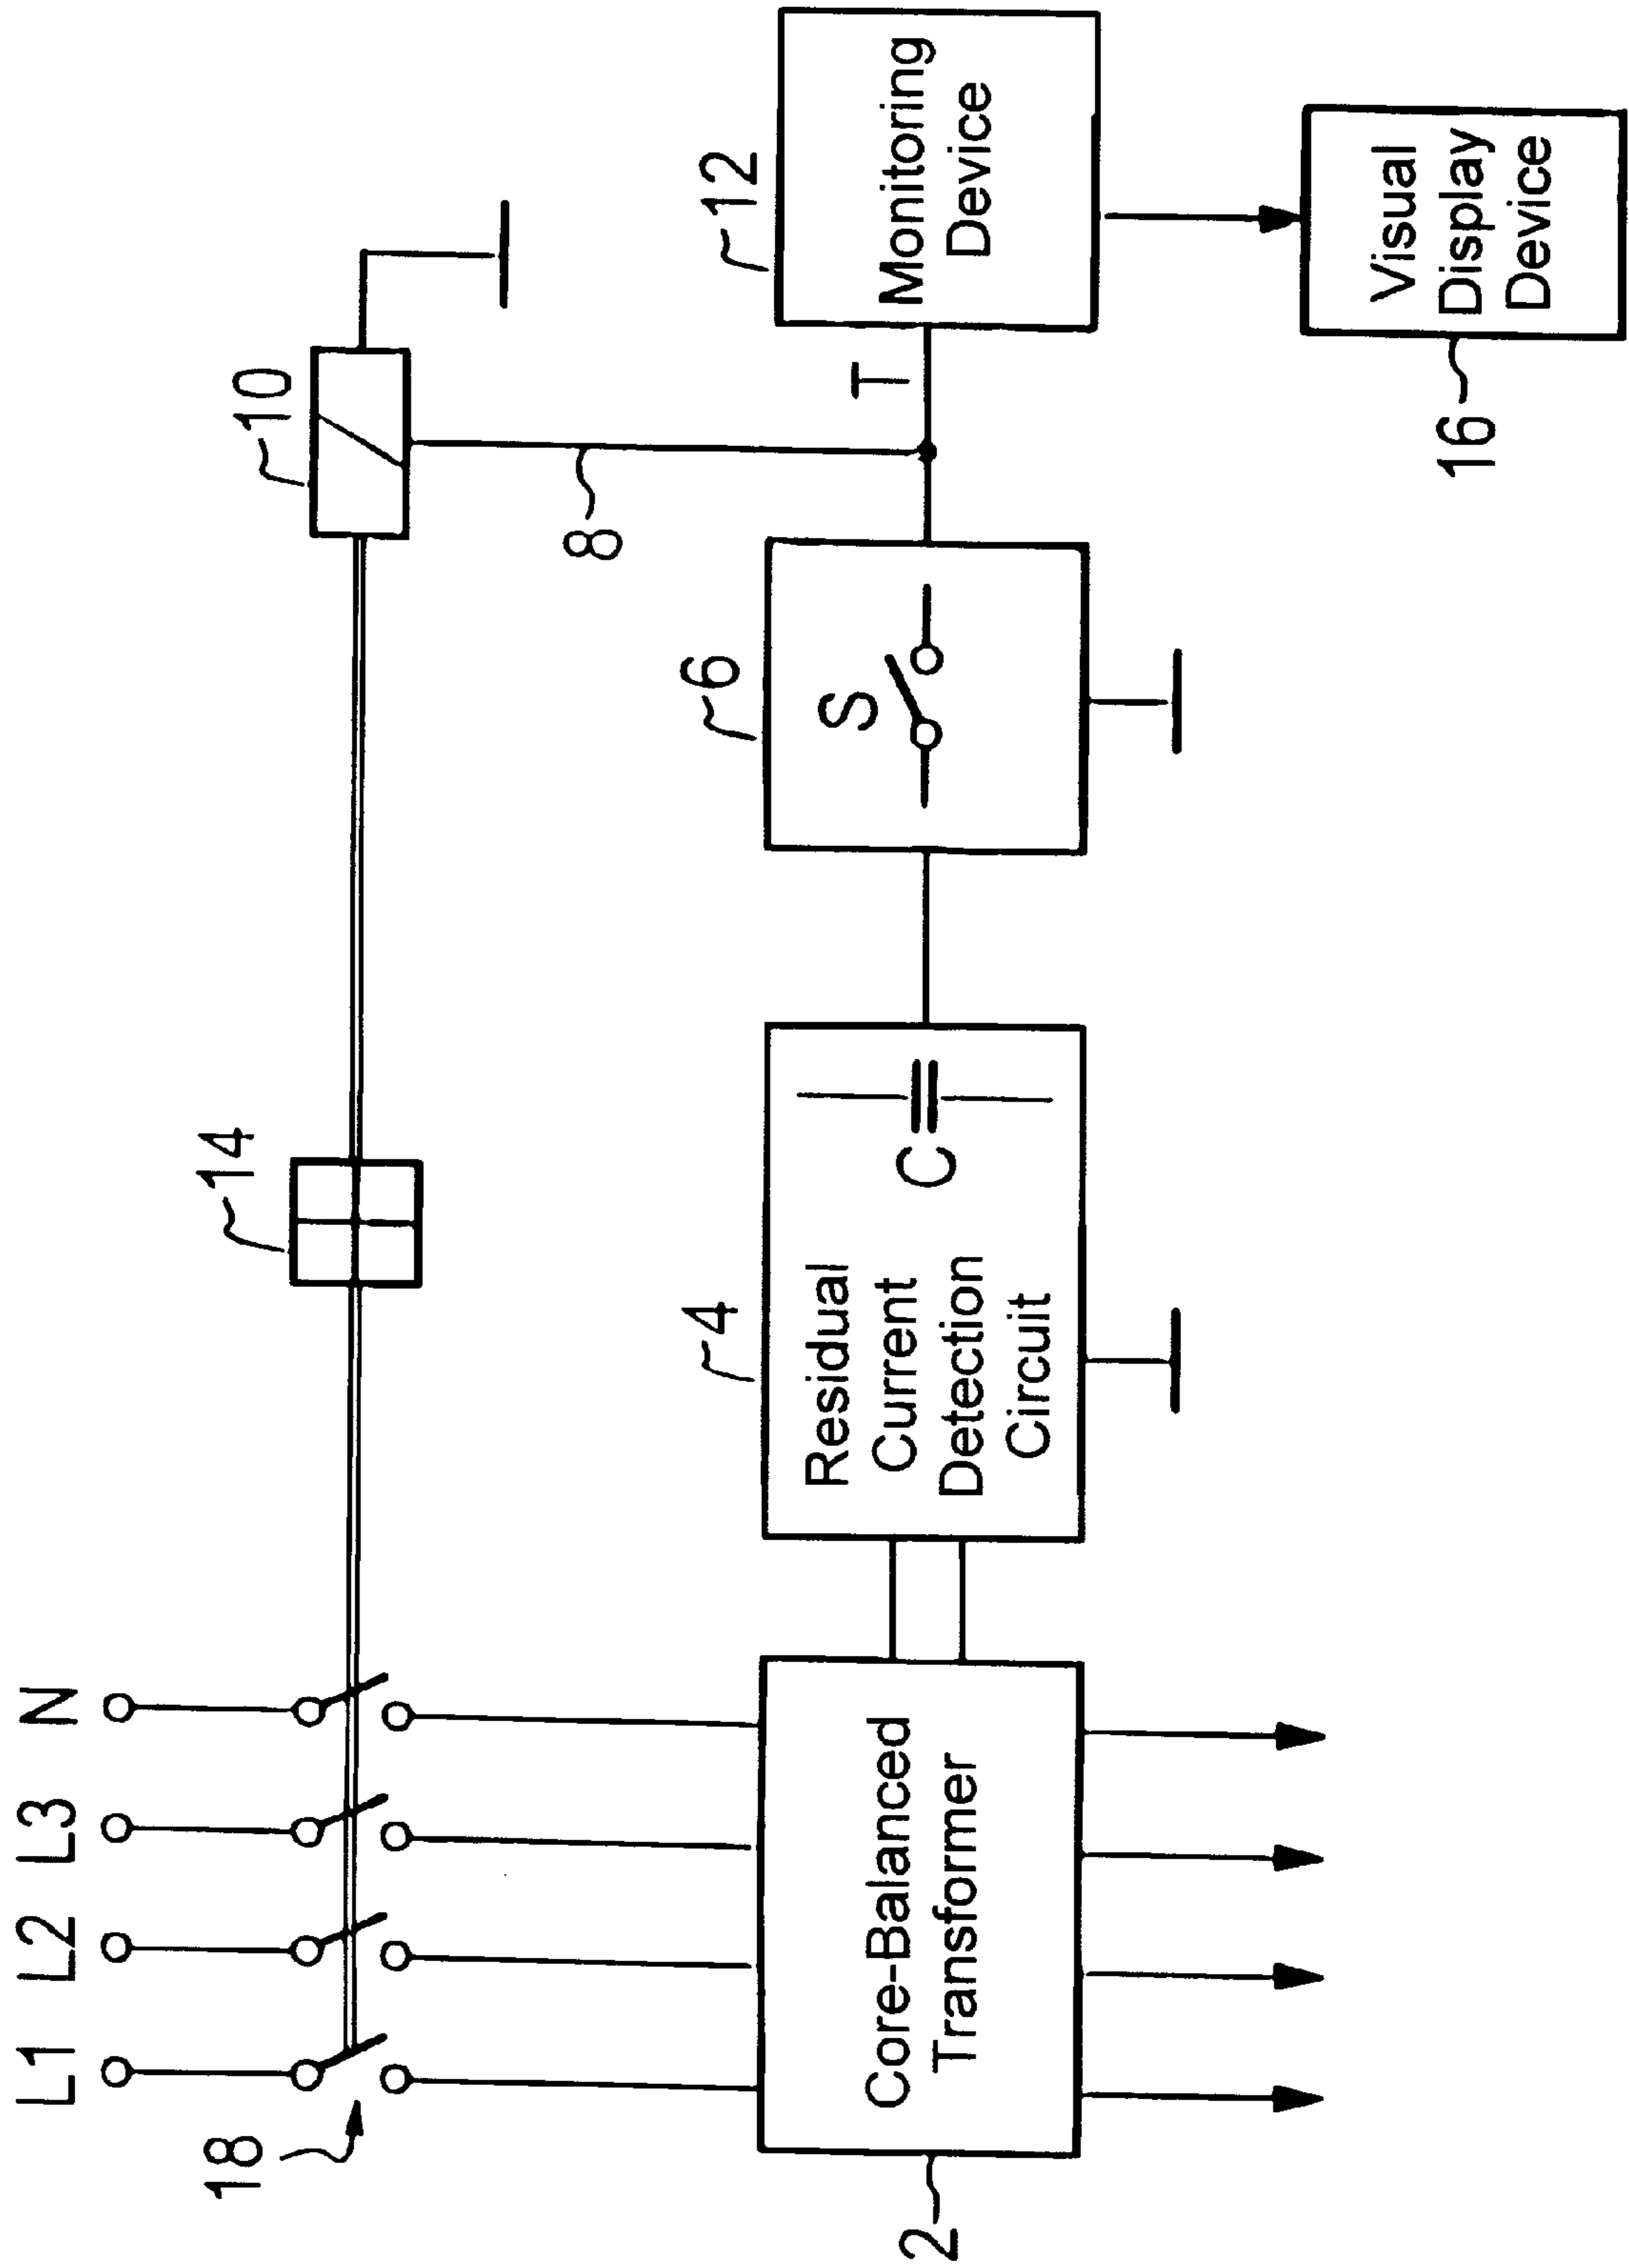 L1
L2
L3
N
18
14
10
8
2
Core-Balanced
Transformer
4
Residual
Current
Detection
Circuit
C
6
S
T
12
Monitoring
Device
16
Visual
Display
Device